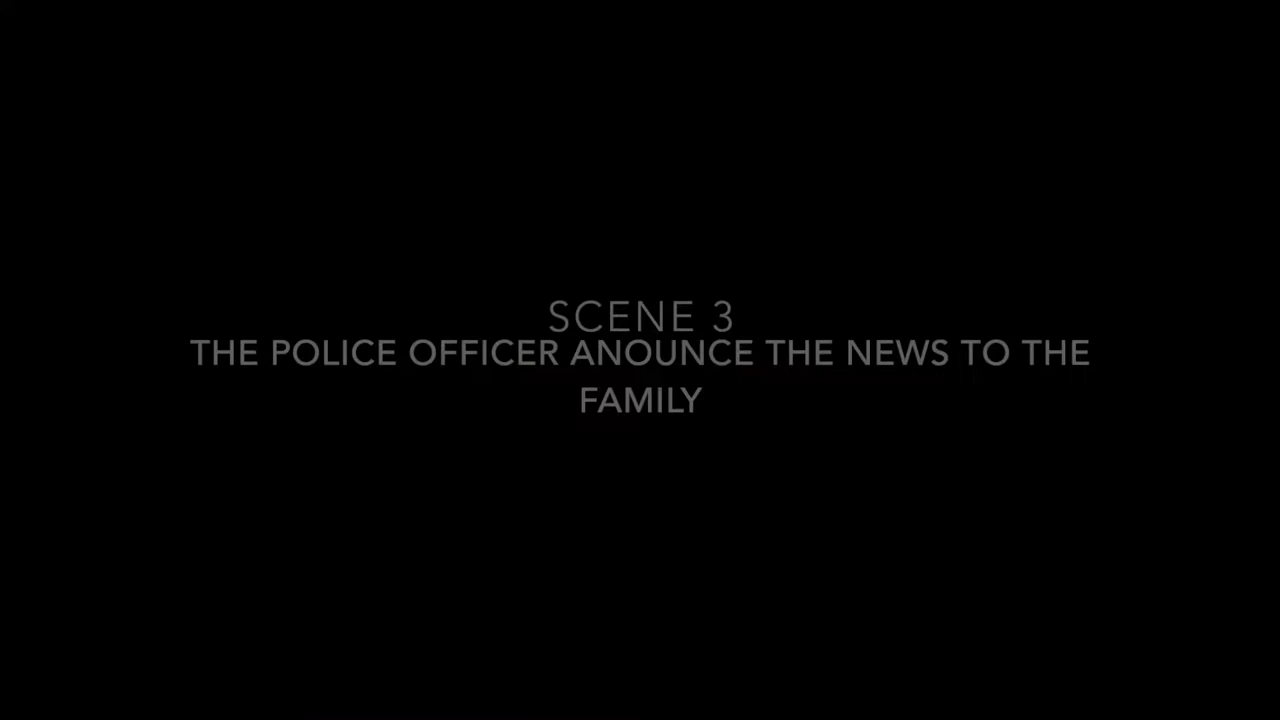 SCENE 3
THE POLICE OFFICER ANOUNCE THE NEWS TO THE
FAMILY